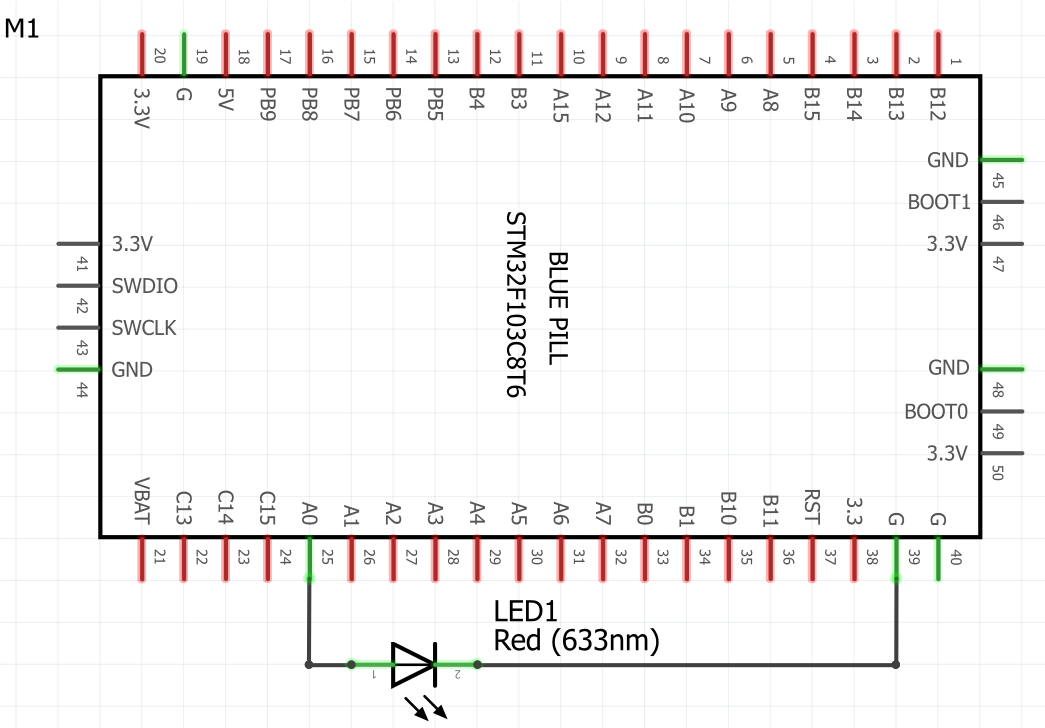 M1
20
19
18
17
16
15
14
13
12
11
10
9
8
7
6
5
4
3
2
1
3.3V
G
5V
PB9
PB8
PB7
PB6
PB5
B4
B3
A15
A12
A11
A10
A9
A8
B15
B14
B13
B12
GND
45
BOOT1
46
3.3V
47
3.3V
41
SWDIO
42
SWCLK
43
GND
44
BLUE PILL
STM32F103C8T6
GND
48
BOOT0
49
3.3V
50
VBAT
C13
C14
C15
A0
A1
A2
A3
A4
A5
A6
A7
B0
B1
B10
B11
RST
3.3
G
G
21
22
23
24
25
26
27
28
29
30
31
32
33
34
35
36
37
38
39
40
LED1
Red (633nm)
1
2